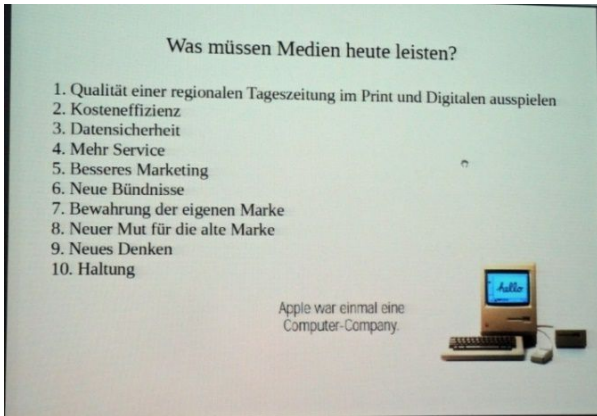 Was müssen Medien heute leisten?
1. Qualität einer regionalen Tageszeitung im Print und Digitalen ausspielen
2. Kosteneffizienz
3. Datensicherheit
4. Mehr Service
5. Besseres Marketing
6. Neue Bündnisse
7. Bewahrung der eigenen Marke
8. Neuer Mut für die alte Marke
9. Neues Denken
10. Haltung
hello
Apple war einmal eine
Computer-Company.